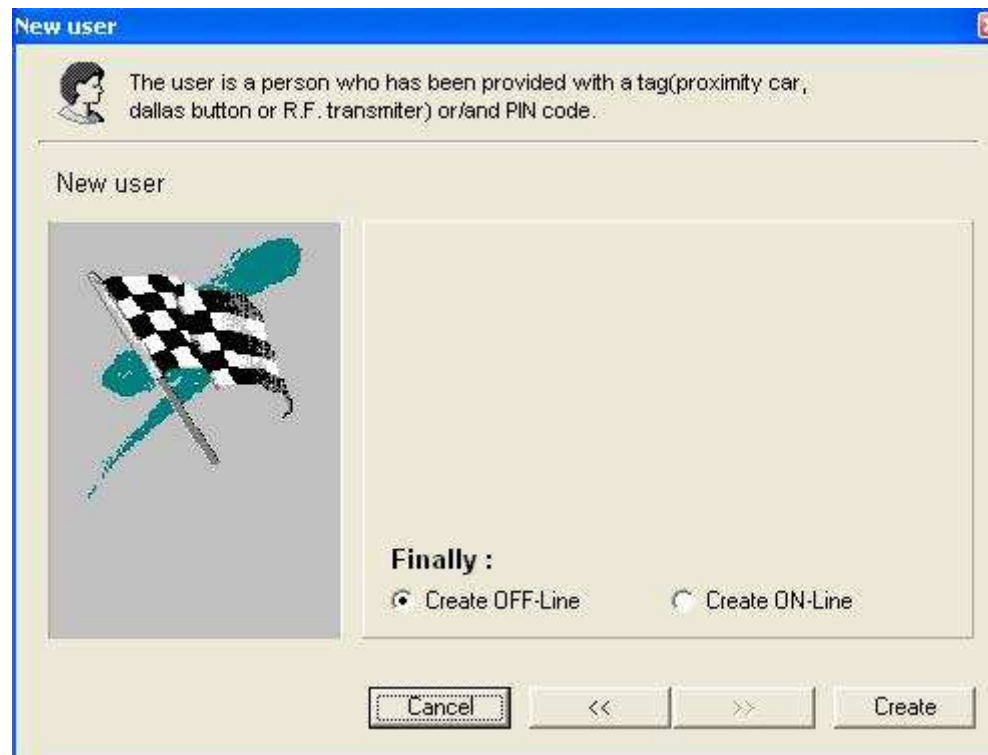 New user
The user is a person who has been provided with a tag(proximity car,
dallas button or R.F. transmiter) or/and PIN code.
New user
Finally :
Create OFF-Line Create ON-Line
Cancel << >> Create